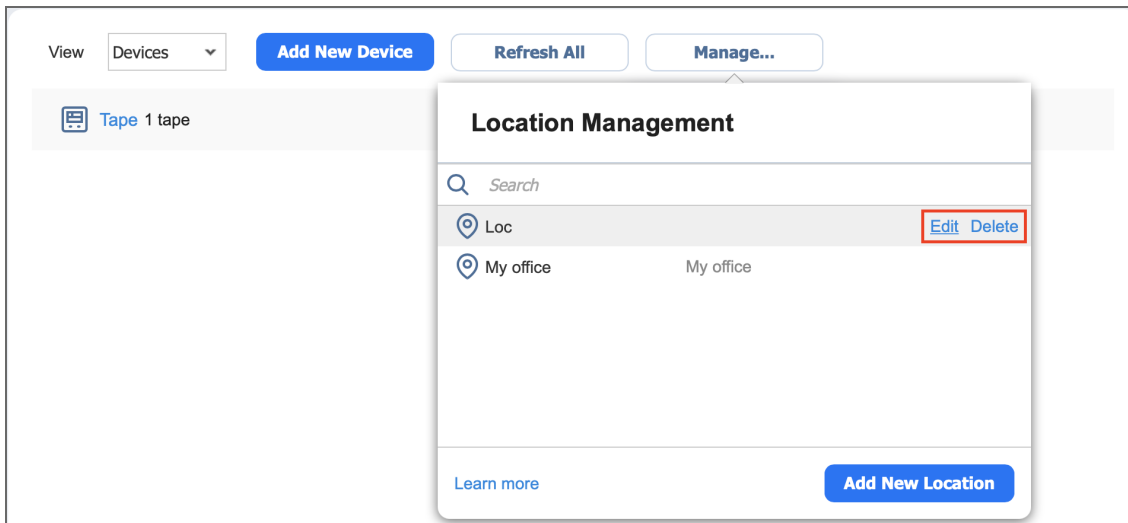 View Devices Add New Device Refresh All Manage...
Tape 1 tape
Location Management
Search
Loc Edit Delete
My office My office
Learn more Add New Location